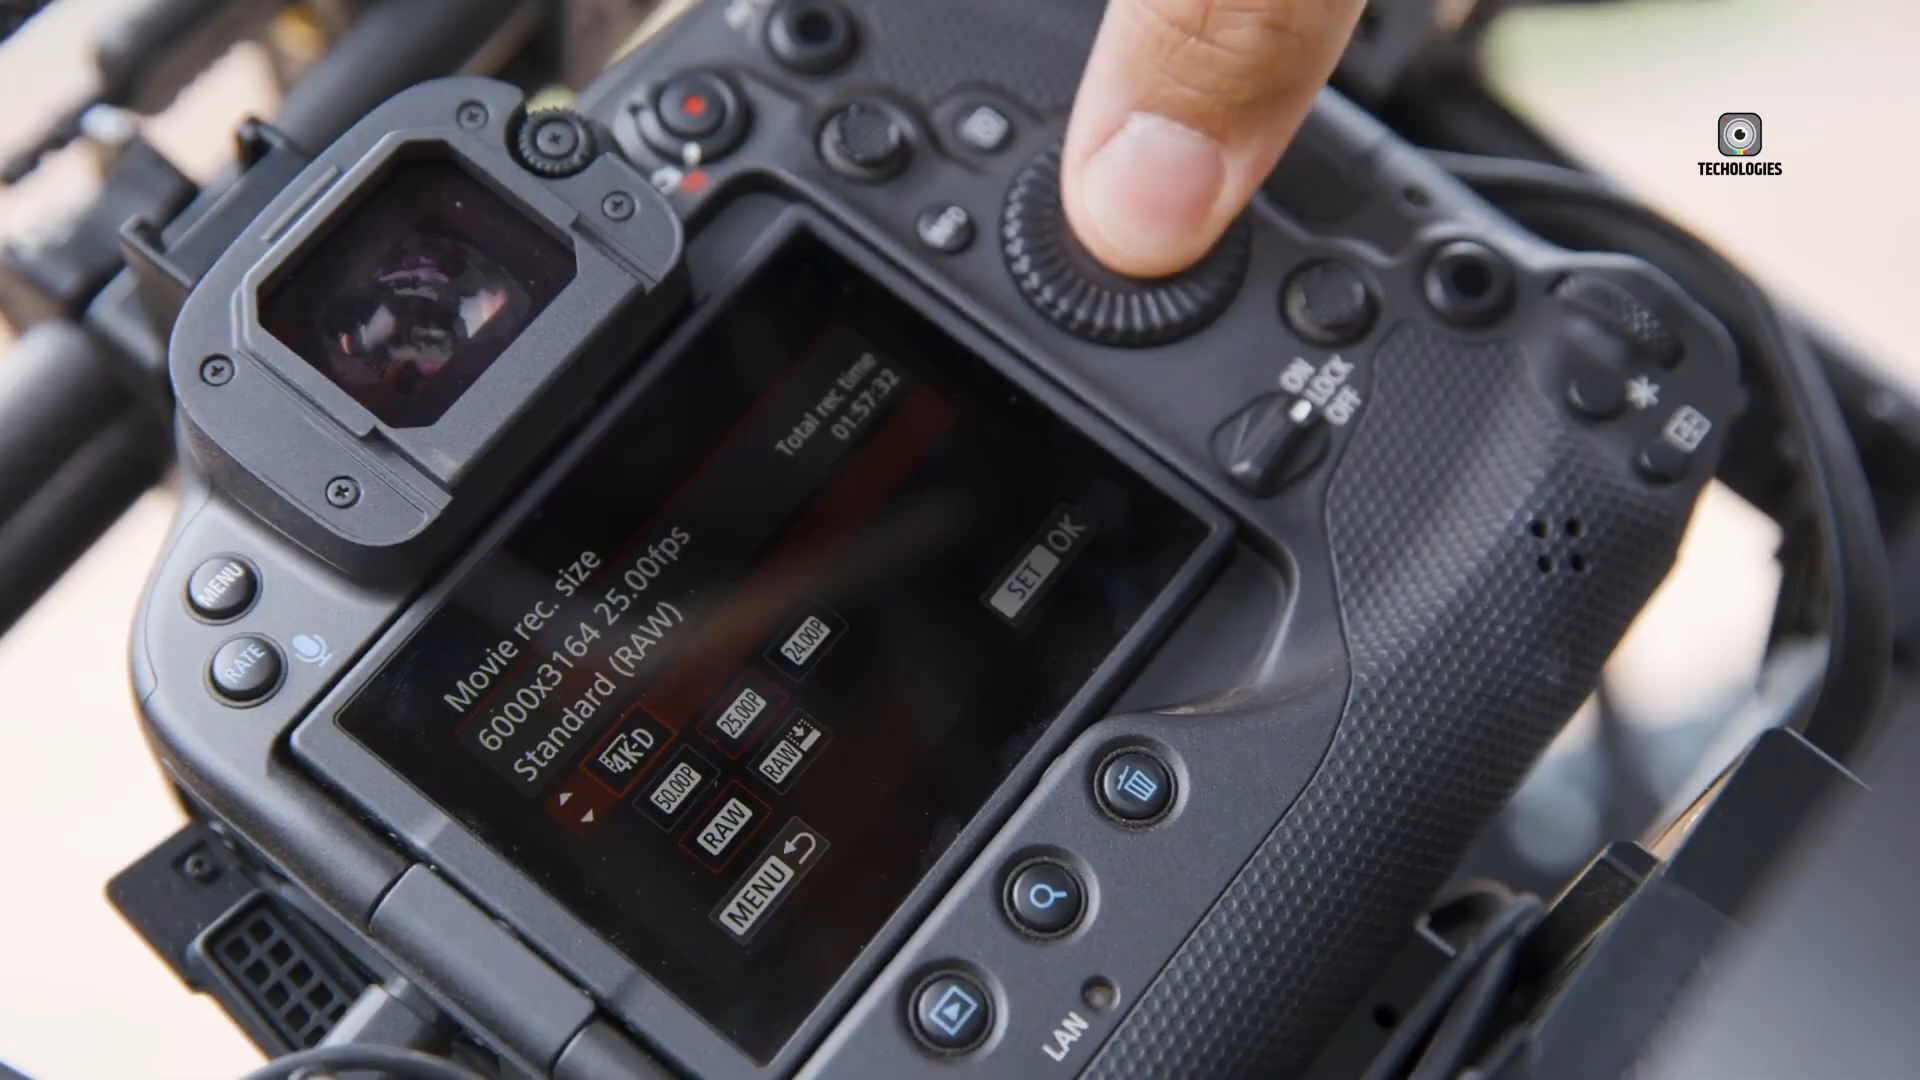 TECHOLOGIES
INFO
ON
LOCK
OFF
MENU
RATE
Total rec time
01:57:32
Movie rec. size
6000x3164 25.00fps
Standard (RAW)
4K-D
50.00P
25.00P
24.00P
RAW
RAW
MENU
SET OK
LAN